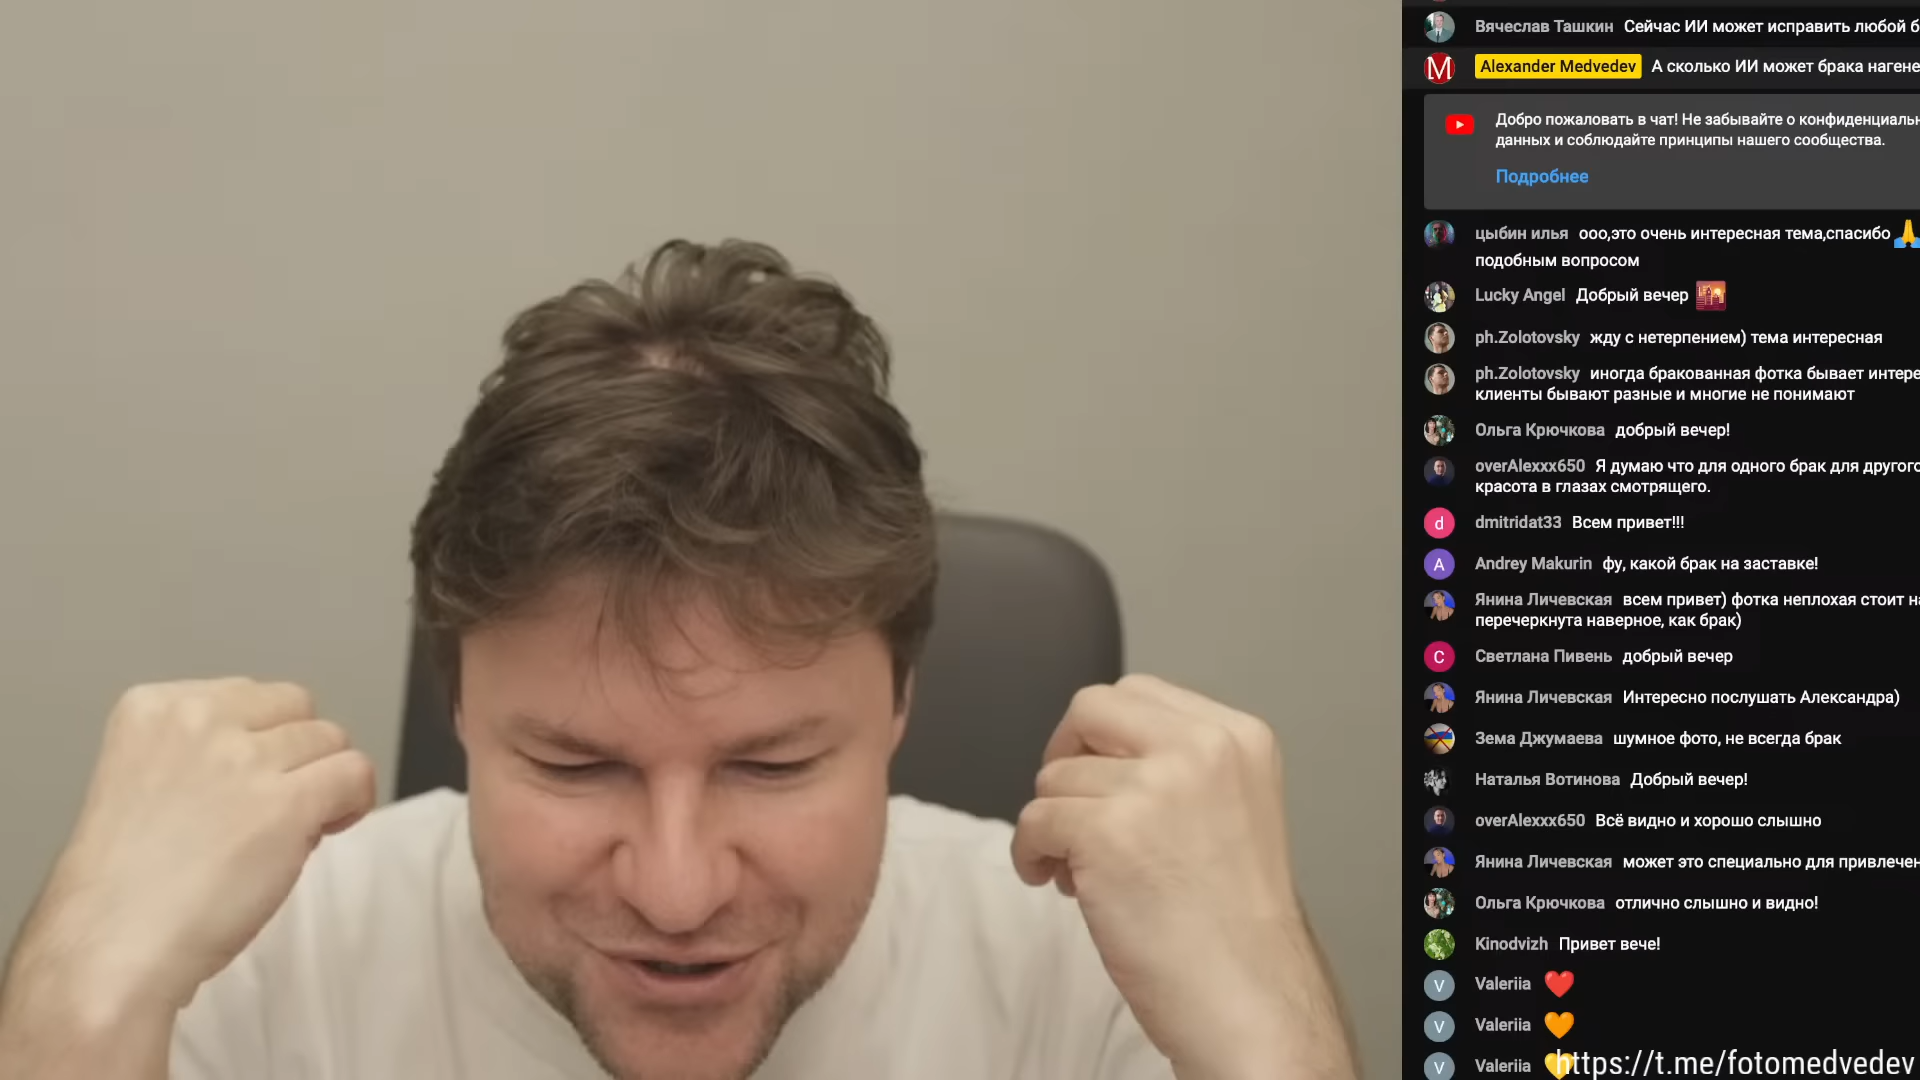 Вячеслав Ташкин Сейчас ИИ может исправить любой б
Alexander Medvedev А сколько ИИ может брака нагене
Добро пожаловать в чат! Не забывайте о конфиденциальн
данных и соблюдайте принципы нашего сообщества.
Подробнее
цыбин илья ооо,это очень интересная тема,спасибо
подобным вопросом
Lucky Angel Добрый вечер
ph.Zolotovsky жду с нетерпением) тема интересная
ph.Zolotovsky иногда бракованная фотка бывает интере
клиенты бывают разные и многие не понимают
Ольга Крючкова добрый вечер!
overAlexxx650 Я думаю что для одного брак для другого
красота в глазах смотрящего.
d dmitridat33 Всем привет!!!
A Andrey Makurin фу, какой брак на заставке!
Янина Личевская всем привет) фотка неплохая стоит на
перечеркнута наверное, как брак)
С Светлана Пивень добрый вечер
Янина Личевская Интересно послушать Александра)
Зема Джумаева шумное фото, не всегда брак
Наталья Вотинова Добрый вечер!
overAlexxx650 Всё видно и хорошо слышно
Янина Личевская может это специально для привлечен
Ольга Крючкова отлично слышно и видно!
Kinodvizh Привет вече!
V Valeriia
V Valeriia
V Valeriia
https://t.me/fotomedvedev